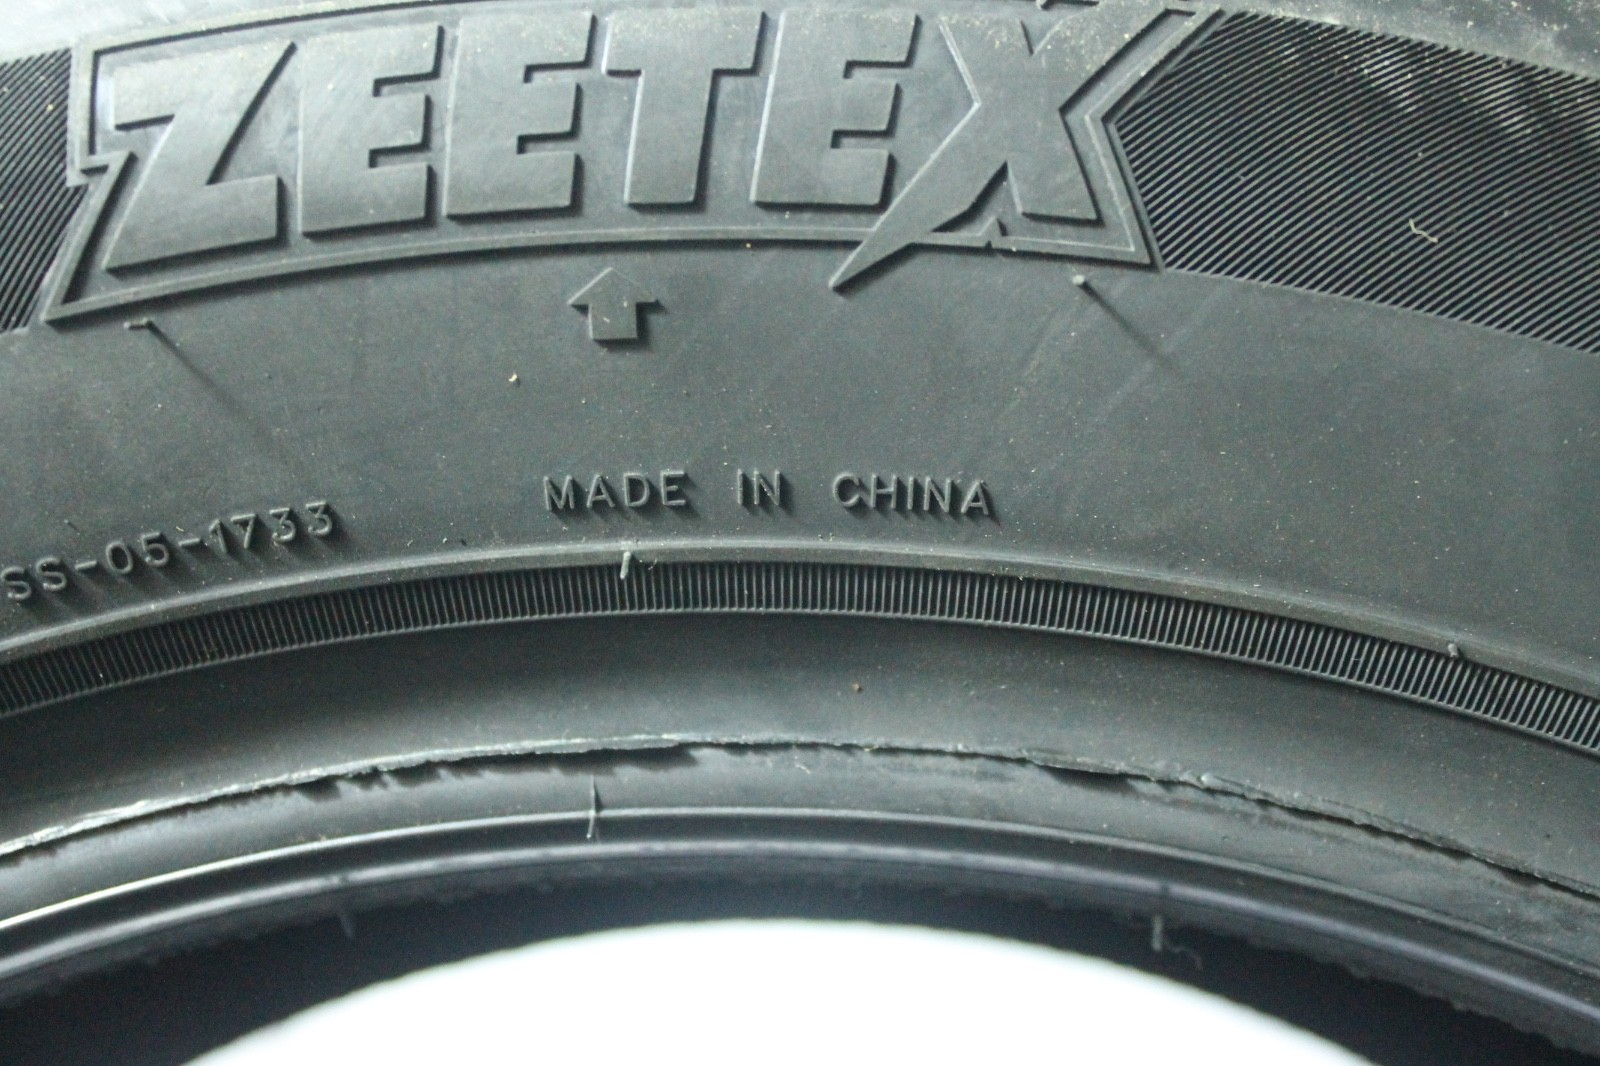 ZEETEX
MADE IN CHINA
SS-05-1733